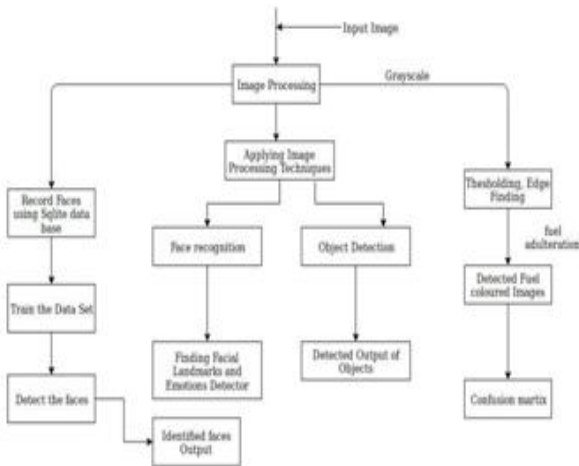 Input Image
Image Processing
Grayscale
Applying Image
Processing Techniques
Record Faces
using Sqlite data
base
Thesholding, Edge
Finding
Face recognition
Object Detection
fuel
adulteration
Train the Data Set
Detected Fuel
coloured Images
Finding Facial
Landmarks and
Emotions Detector
Detected Output of
Objects
Detect the faces
Confusion martix
Identified faces
Output